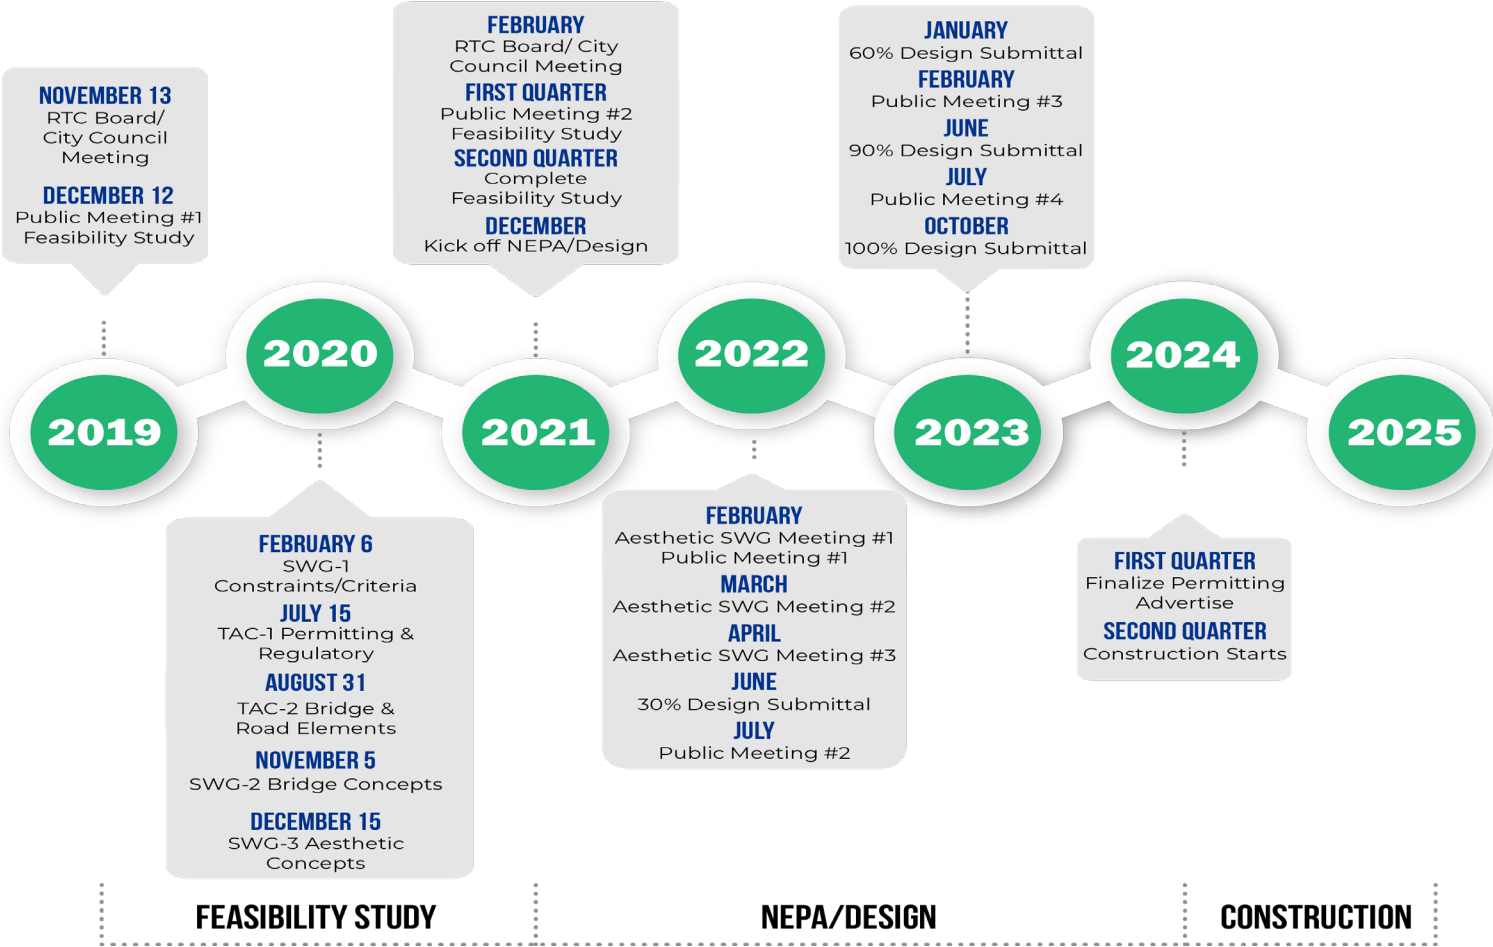 NOVEMBER 13
RTC Board/
City Council
Meeting
DECEMBER 12
Public Meeting #1
Feasibility Study
FEBRUARY
RTC Board/ City
Council Meeting
FIRST QUARTER
Public Meeting #2
Feasibility Study
SECOND QUARTER
Complete
Feasibility Study
DECEMBER
Kick off NEPA/Design
JANUARY
60% Design Submittal
FEBRUARY
Public Meeting #3
JUNE
90% Design Submittal
JULY
Public Meeting #4
OCTOBER
100% Design Submittal
2019
2020
2021
2022
2023
2024
2025
FEBRUARY 6
SWG-1
Constraints/Criteria
JULY 15
TAC-1 Permitting &
Regulatory
AUGUST 31
TAC-2 Bridge &
Road Elements
NOVEMBER 5
SWG-2 Bridge Concepts
DECEMBER 15
SWG-3 Aesthetic
Concepts
FEBRUARY
Aesthetic SWG Meeting #1
Public Meeting #1
MARCH
Aesthetic SWG Meeting #2
APRIL
Aesthetic SWG Meeting #3
JUNE
30% Design Submittal
JULY
Public Meeting #2
FIRST QUARTER
Finalize Permitting
Advertise
SECOND QUARTER
Construction Starts
FEASIBILITY STUDY
NEPA/DESIGN
CONSTRUCTION